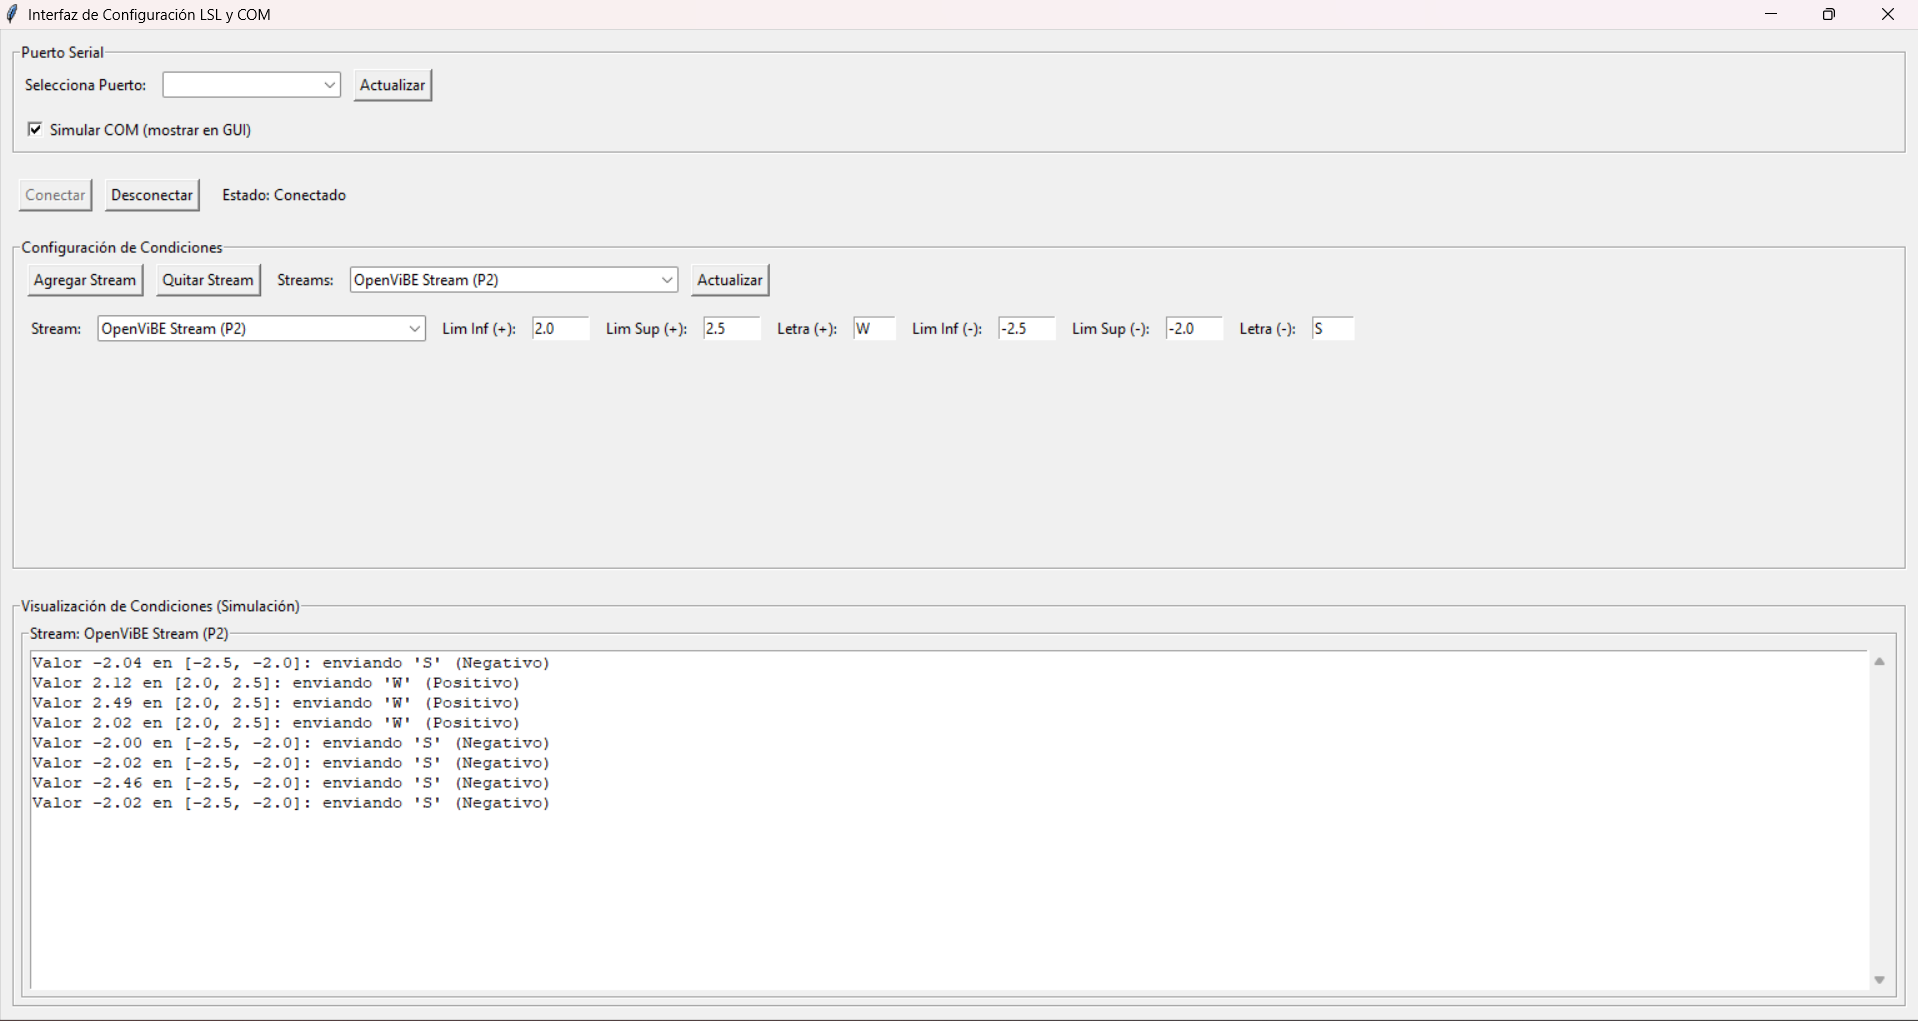 Interfaz de Configuración LSL y COM
Puerto Serial
Selecciona Puerto: Actualizar
Simular COM (mostrar en GUI)
Conectar Desconectar Estado: Conectado
Configuración de Condiciones
Agregar Stream Quitar Stream Streams: OpenViBE Stream (P2) Actualizar
Stream: OpenViBE Stream (P2) Lim Inf (+): 2.0 Lim Sup (+): 2.5 Letra (+): W Lim Inf (-): -2.5 Lim Sup (-): -2.0 Letra (-): S
Visualización de Condiciones (Simulación)
Stream: OpenViBE Stream (P2)
Valor -2.04 en [-2.5, -2.0]: enviando 'S' (Negativo)
Valor 2.12 en [2.0, 2.5]: enviando 'W' (Positivo)
Valor 2.49 en [2.0, 2.5]: enviando 'W' (Positivo)
Valor 2.02 en [2.0, 2.5]: enviando 'W' (Positivo)
Valor -2.00 en [-2.5, -2.0]: enviando 'S' (Negativo)
Valor -2.02 en [-2.5, -2.0]: enviando 'S' (Negativo)
Valor -2.46 en [-2.5, -2.0]: enviando 'S' (Negativo)
Valor -2.02 en [-2.5, -2.0]: enviando 'S' (Negativo)